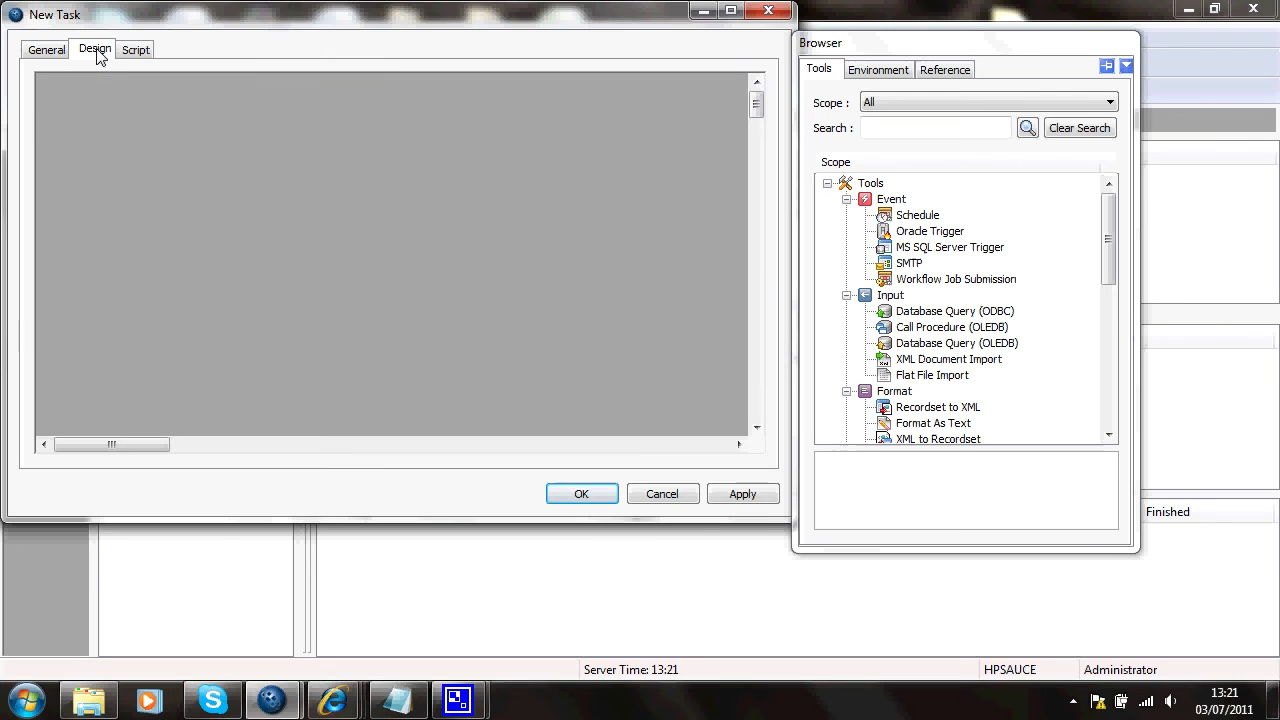 New Task
General Design Script
OK Cancel Apply
Browser
Tools Environment Reference
Scope : All
Search : Clear Search
Scope
Tools
Event
Schedule
Oracle Trigger
MS SQL Server Trigger
SMTP
Workflow Job Submission
Input
Database Query (ODBC)
Call Procedure (OLEDB)
Database Query (OLEDB)
XML Document Import
Flat File Import
Format
Recordset to XML
Format As Text
XML to Recordset
Finished
Server Time: 13:21 HPSAUCE Administrator
13:21
03/07/2011